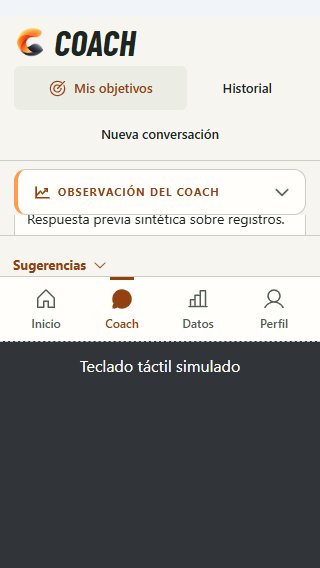 COACH
Mis objetivos
Historial
Nueva conversación
OBSERVACIÓN DEL COACH
Respuesta previa sintética sobre registros.
Sugerencias
Inicio
Coach
Datos
Perfil
Teclado táctil simulado